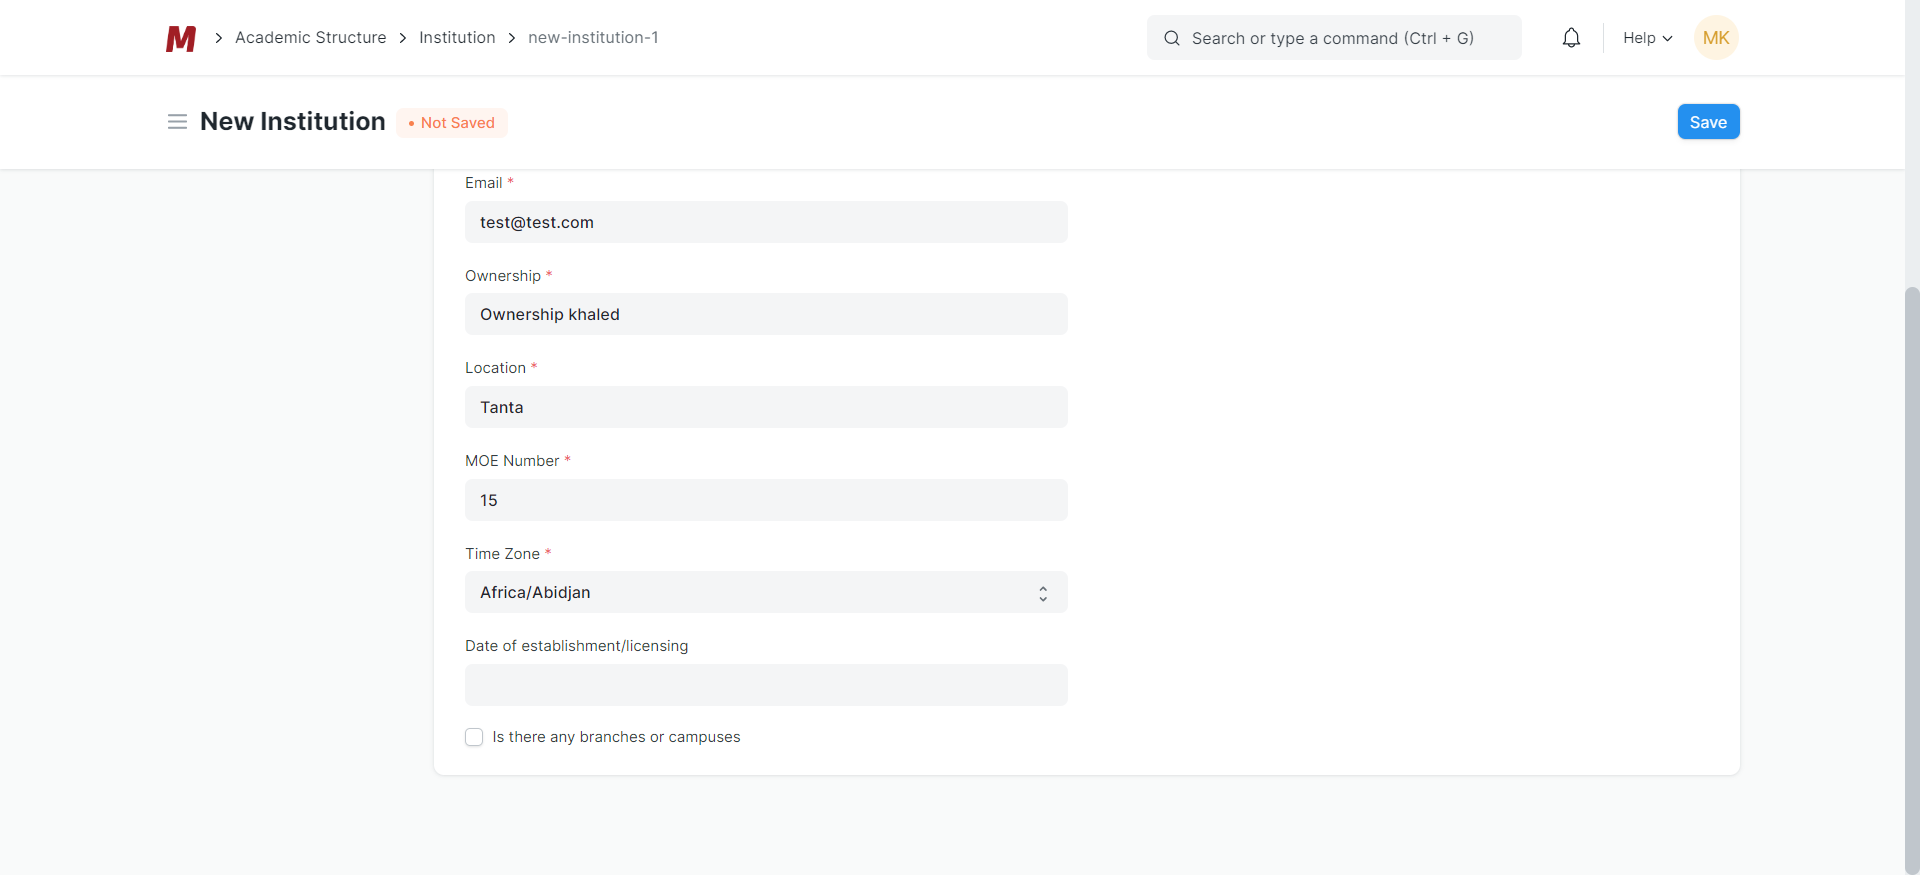 M
Academic Structure
Institution
new-institution-1
Search or type a command (Ctrl + G)
Help
MK
New Institution
• Not Saved
Save
Email *
test@test.com
Ownership *
Ownership khaled
Location *
Tanta
MOE Number *
15
Time Zone *
Africa/Abidjan
Date of establishment/licensing
Is there any branches or campuses